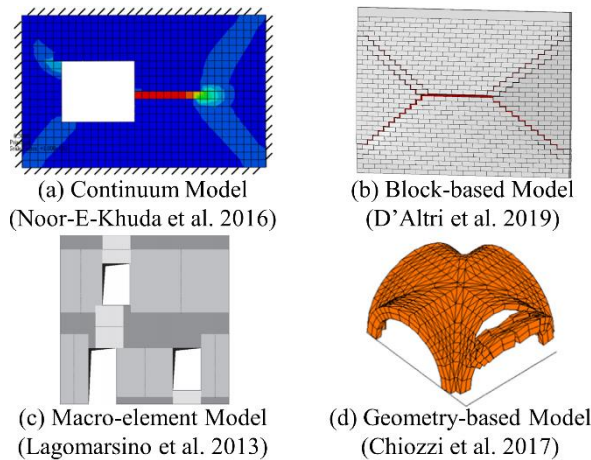 (a) Continuum Model
(Noor-E-Khuda et al. 2016)
(b) Block-based Model
(D’Altri et al. 2019)
(c) Macro-element Model
(Lagomarsino et al. 2013)
(d) Geometry-based Model
(Chiozzi et al. 2017)